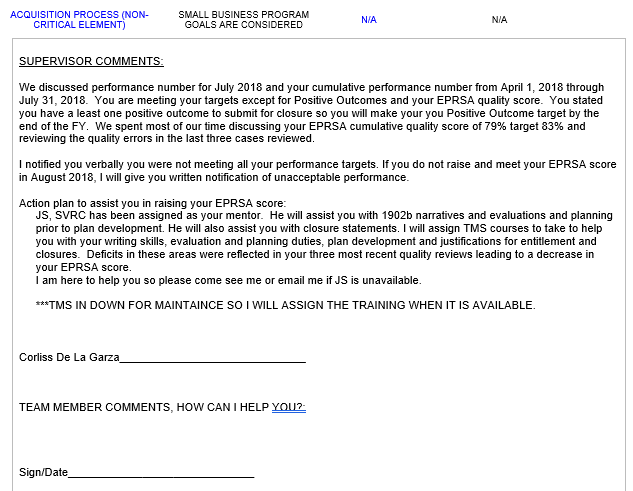 ACQUISITION PROCESS (NON-
CRITICAL ELEMENT)
SMALL BUSINESS PROGRAM
GOALS ARE CONSIDERED
N/A
N/A
SUPERVISOR COMMENTS:
We discussed performance number for July 2018 and your cumulative performance number from April 1, 2018 through
July 31, 2018.  You are meeting your targets except for Positive Outcomes and your EPRSA quality score.  You stated
you have a least one positive outcome to submit for closure so you will make your you Positive Outcome target by the
end of the FY.  We spent most of our time discussing your EPRSA cumulative quality score of 79% target 83% and
reviewing the quality errors in the last three cases reviewed.
I notified you verbally you were not meeting all your performance targets. If you do not raise and meet your EPRSA score
in August 2018, I will give you written notification of unacceptable performance.
Action plan to assist you in raising your EPRSA score:
JS, SVRC has been assigned as your mentor.  He will assist you with 1902b narratives and evaluations and planning
prior to plan development. He will also assist you with closure statements. I will assign TMS courses to take to help
you with your writing skills, evaluation and planning duties, plan development and justifications for entitlement and
closures.  Deficits in these areas were reflected in your three most recent quality reviews leading to a decrease in
your EPRSA score.
I am here to help you so please come see me or email me if JS is unavailable.
***TMS IN DOWN FOR MAINTAINCE SO I WILL ASSIGN THE TRAINING WHEN IT IS AVAILABLE.
Corliss De La Garza______________________________
TEAM MEMBER COMMENTS, HOW CAN I HELP YOU?:
Sign/Date______________________________